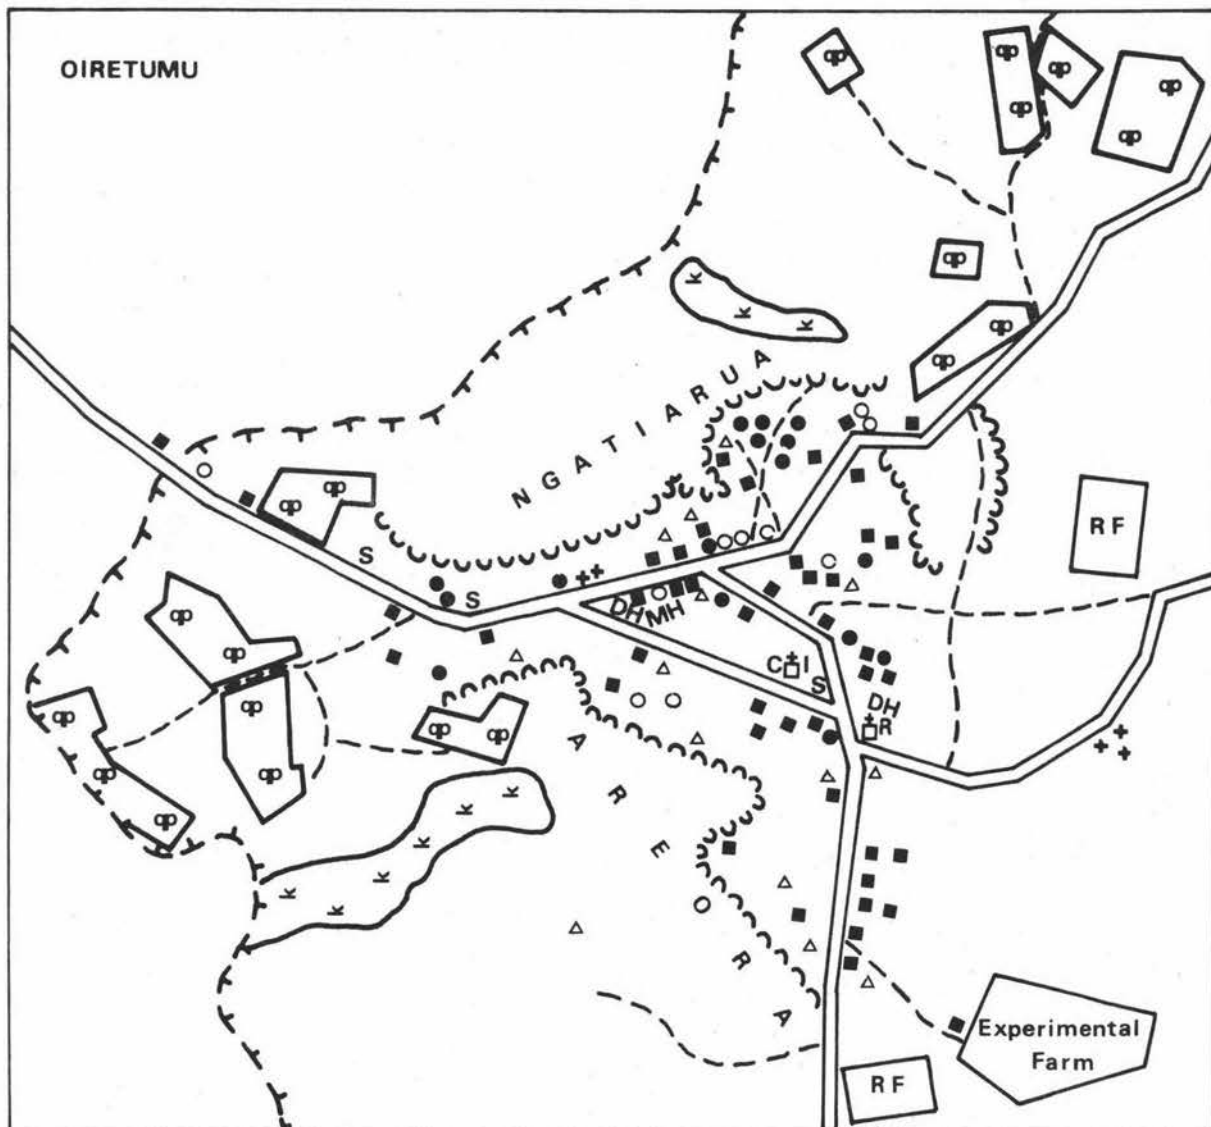 OIRETUMU
k
k
k
NGATIARUA
RF
S
S
DH
MH
C I
S
DH
R
AREORA
k
k
k
k
k
k
Experimental
Farm
RF